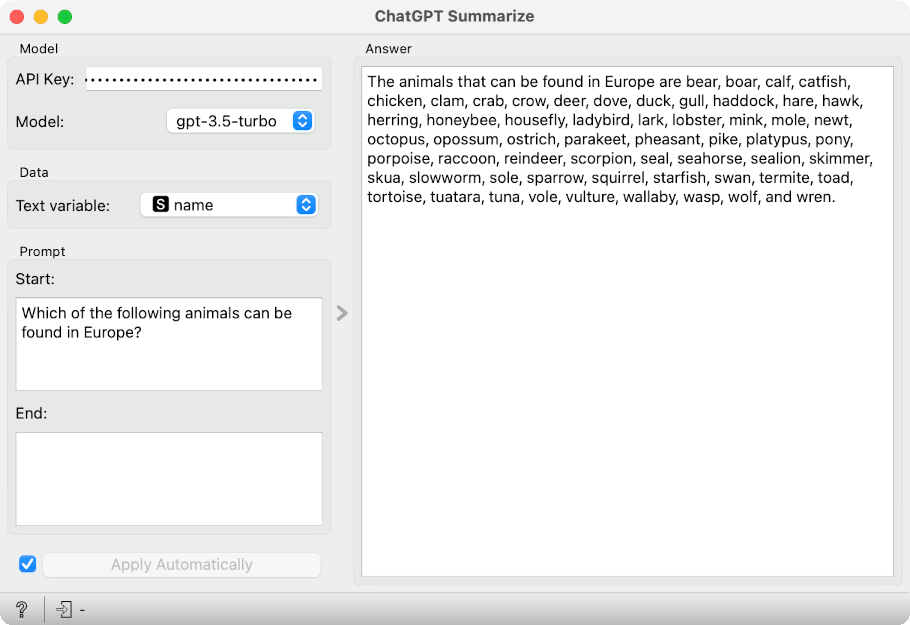 ChatGPT Summarize
Model
API Key:
Model:
gpt-3.5-turbo
Data
Text variable:
S name
Prompt
Start:
Which of the following animals can be
found in Europe?
End:
Apply Automatically
Answer
The animals that can be found in Europe are bear, boar, calf, catfish,
chicken, clam, crab, crow, deer, dove, duck, gull, haddock, hare, hawk,
herring, honeybee, housefly, ladybird, lark, lobster, mink, mole, newt,
octopus, opossum, ostrich, parakeet, pheasant, pike, platypus, pony,
porpoise, raccoon, reindeer, scorpion, seal, seahorse, sealion, skimmer,
skua, slowworm, sole, sparrow, squirrel, starfish, swan, termite, toad,
tortoise, tuatara, tuna, vole, vulture, wallaby, wasp, wolf, and wren.
? -